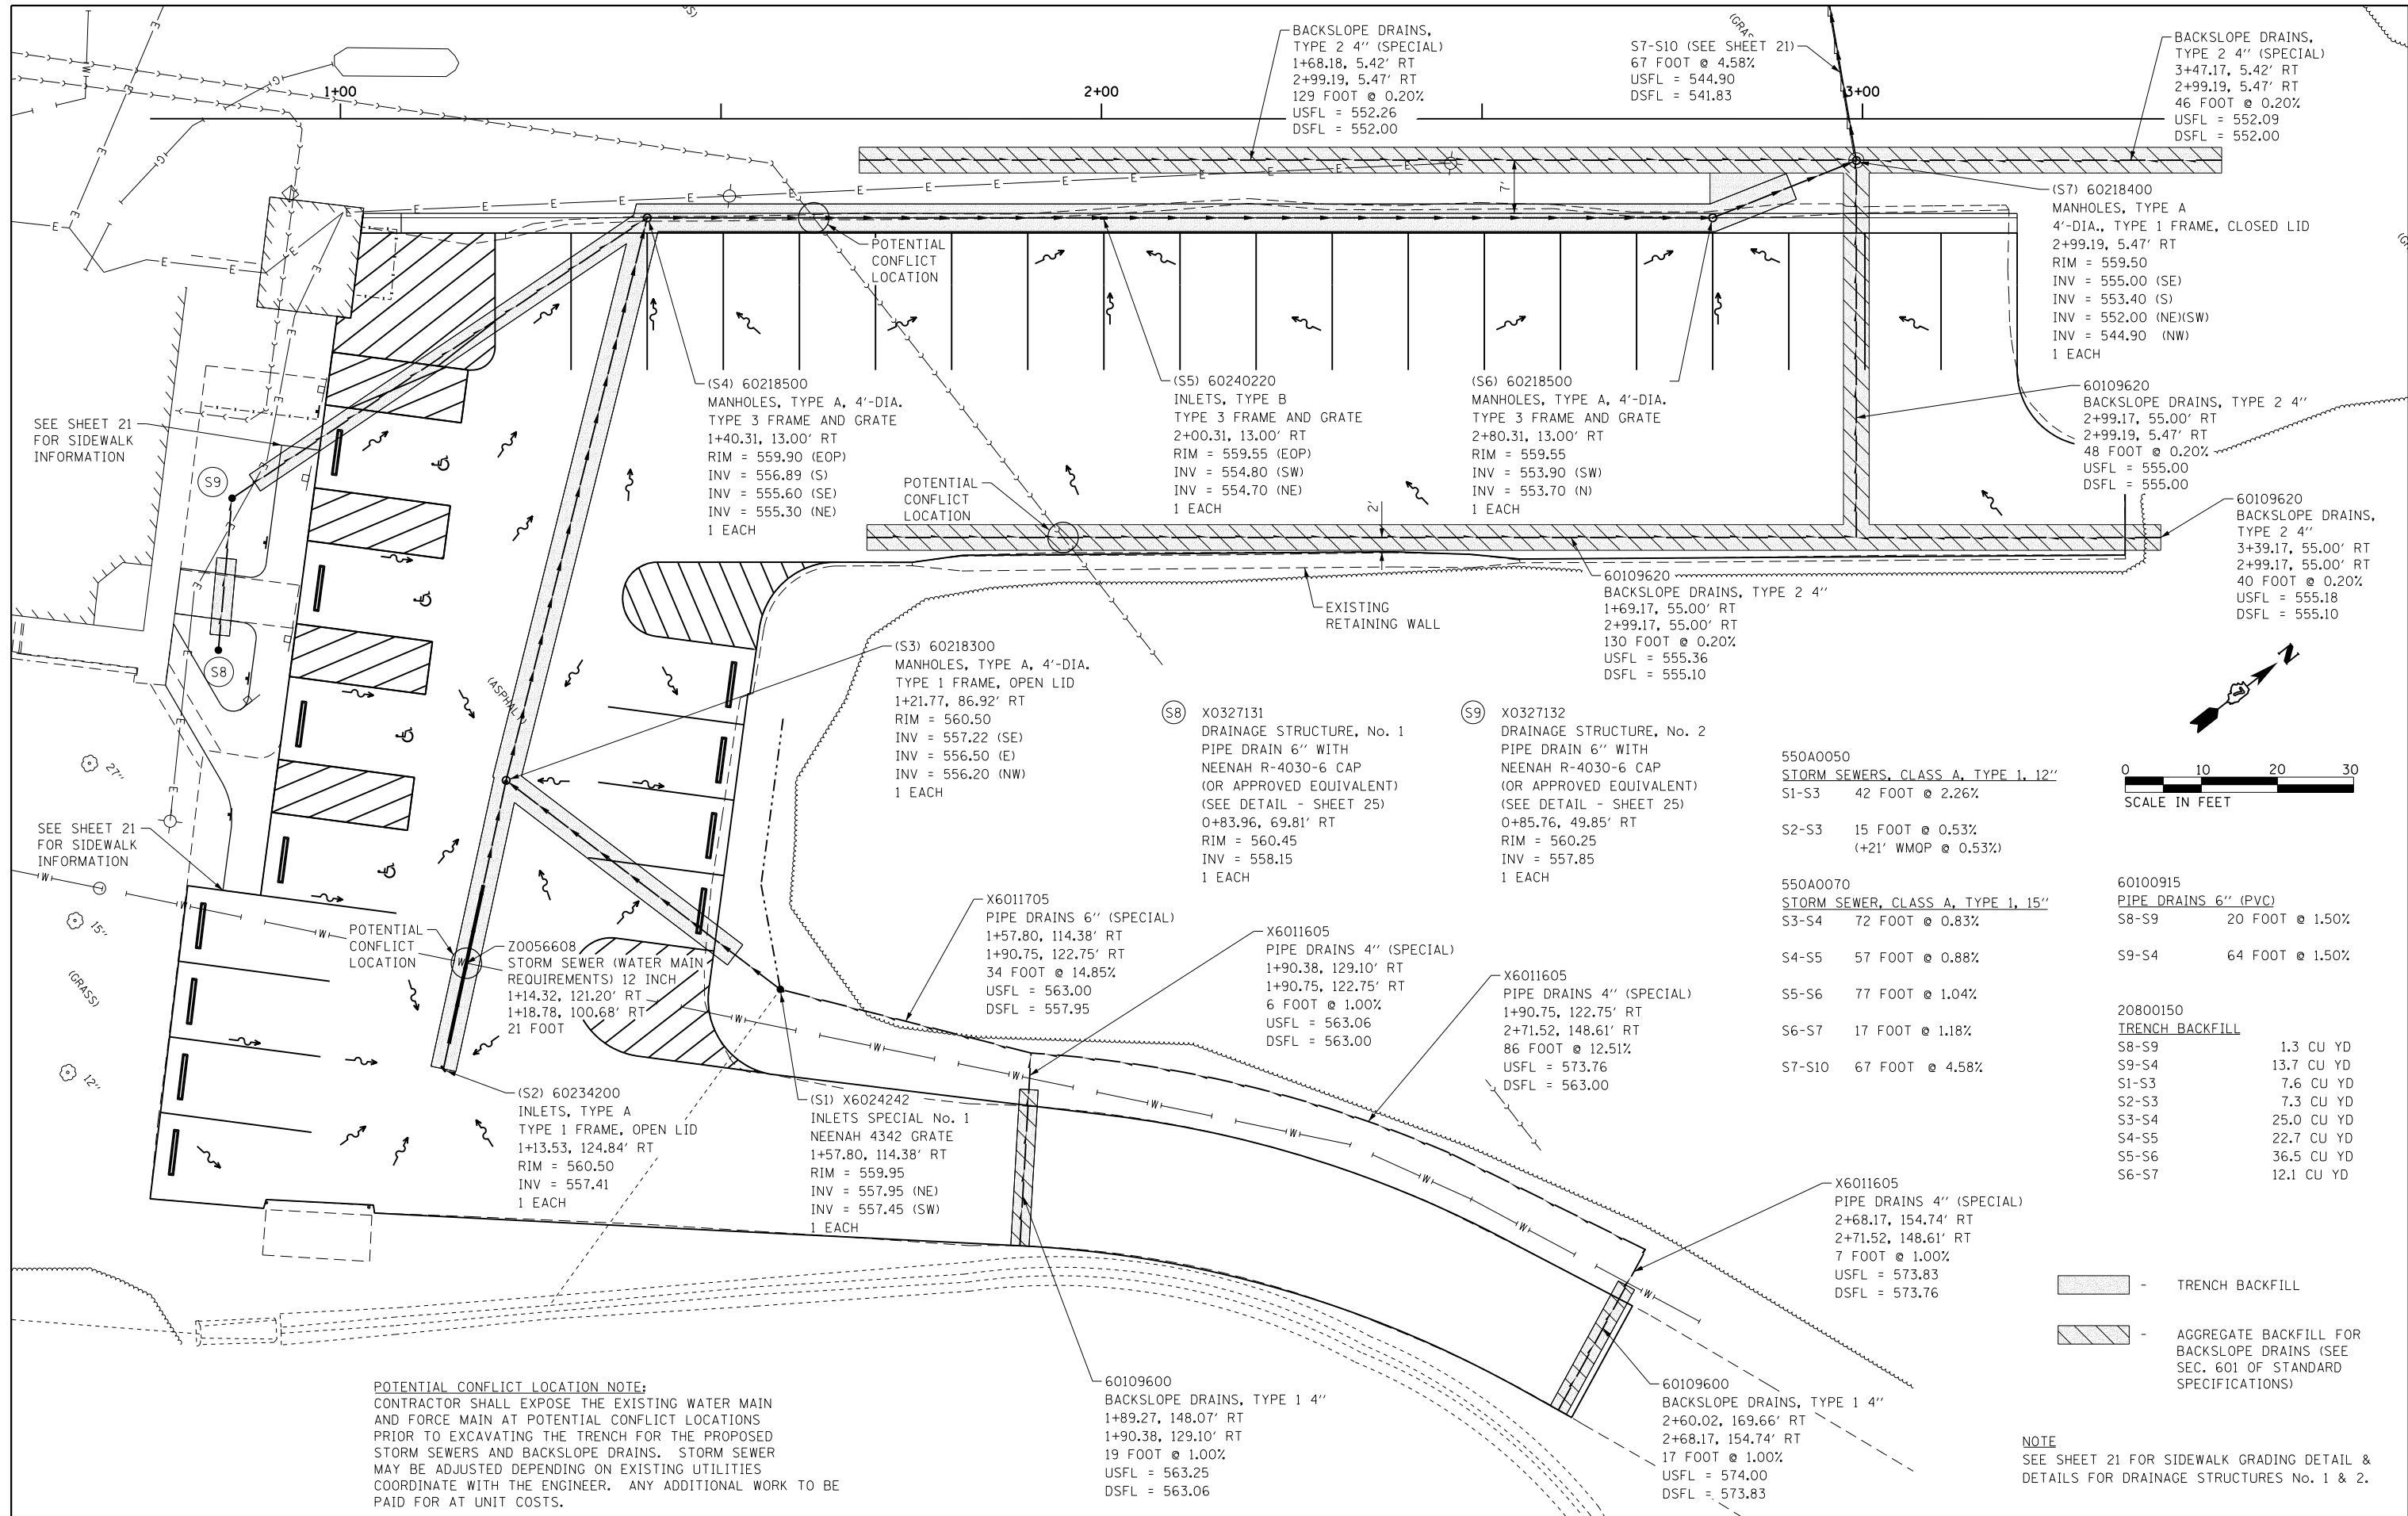 1+00
2+00
3+00
BACKSLOPE DRAINS,
TYPE 2 4'' (SPECIAL)
1+68.18, 5.42' RT
2+99.19, 5.47' RT
129 FOOT @ 0.20%
USFL = 552.26
DSFL = 552.00
S7-S10 (SEE SHEET 21)
67 FOOT @ 4.58%
USFL = 544.90
DSFL = 541.83
BACKSLOPE DRAINS,
TYPE 2 4'' (SPECIAL)
3+47.17, 5.42' RT
2+99.19, 5.47' RT
46 FOOT @ 0.20%
USFL = 552.09
DSFL = 552.00
7'
(S7) 60218400
MANHOLES, TYPE A
4'-DIA., TYPE 1 FRAME, CLOSED LID
2+99.19, 5.47' RT
RIM = 559.50
INV = 555.00 (SE)
INV = 553.40 (S)
INV = 552.00 (NE)(SW)
INV = 544.90 (NW)
1 EACH
POTENTIAL
CONFLICT
LOCATION
SEE SHEET 21
FOR SIDEWALK
INFORMATION
S9
S8
(S4) 60218500
MANHOLES, TYPE A, 4'-DIA.
TYPE 3 FRAME AND GRATE
1+40.31, 13.00' RT
RIM = 559.90 (EOP)
INV = 556.89 (S)
INV = 555.60 (SE)
INV = 555.30 (NE)
1 EACH
POTENTIAL
CONFLICT
LOCATION
(S5) 60240220
INLETS, TYPE B
TYPE 3 FRAME AND GRATE
2+00.31, 13.00' RT
RIM = 559.55 (EOP)
INV = 554.80 (SW)
INV = 554.70 (NE)
1 EACH
2'
(S6) 60218500
MANHOLES, TYPE A, 4'-DIA.
TYPE 3 FRAME AND GRATE
2+80.31, 13.00' RT
RIM = 559.55
INV = 553.90 (SW)
INV = 553.70 (N)
1 EACH
60109620
BACKSLOPE DRAINS, TYPE 2 4''
2+99.17, 55.00' RT
2+99.19, 5.47' RT
48 FOOT @ 0.20%
USFL = 555.00
DSFL = 555.00
60109620
BACKSLOPE DRAINS,
TYPE 2 4''
3+39.17, 55.00' RT
2+99.17, 55.00' RT
40 FOOT @ 0.20%
USFL = 555.18
DSFL = 555.10
EXISTING
RETAINING WALL
60109620
BACKSLOPE DRAINS, TYPE 2 4''
1+69.17, 55.00' RT
2+99.17, 55.00' RT
130 FOOT @ 0.20%
USFL = 555.36
DSFL = 555.10
N
(S3) 60218300
MANHOLES, TYPE A, 4'-DIA.
TYPE 1 FRAME, OPEN LID
1+21.77, 86.92' RT
RIM = 560.50
INV = 557.22 (SE)
INV = 556.50 (E)
INV = 556.20 (NW)
1 EACH
(ASPHALT)
S8 X0327131
DRAINAGE STRUCTURE, No. 1
PIPE DRAIN 6'' WITH
NEENAH R-4030-6 CAP
(OR APPROVED EQUIVALENT)
(SEE DETAIL - SHEET 25)
0+83.96, 69.81' RT
RIM = 560.45
INV = 558.15
1 EACH
S9 X0327132
DRAINAGE STRUCTURE, No. 2
PIPE DRAIN 6'' WITH
NEENAH R-4030-6 CAP
(OR APPROVED EQUIVALENT)
(SEE DETAIL - SHEET 25)
0+85.76, 49.85' RT
RIM = 560.25
INV = 557.85
1 EACH
550A0050
STORM SEWERS, CLASS A, TYPE 1, 12''
S1-S3 42 FOOT @ 2.26%
S2-S3 15 FOOT @ 0.53%
(+21' WMQP @ 0.53%)
550A0070
STORM SEWER, CLASS A, TYPE 1, 15''
S3-S4 72 FOOT @ 0.83%
S4-S5 57 FOOT @ 0.88%
S5-S6 77 FOOT @ 1.04%
S6-S7 17 FOOT @ 1.18%
S7-S10 67 FOOT @ 4.58%
0 10 20 30
SCALE IN FEET
60100915
PIPE DRAINS 6'' (PVC)
S8-S9 20 FOOT @ 1.50%
S9-S4 64 FOOT @ 1.50%
20800150
TRENCH BACKFILL
S8-S9 1.3 CU YD
S9-S4 13.7 CU YD
S1-S3 7.6 CU YD
S2-S3 7.3 CU YD
S3-S4 25.0 CU YD
S4-S5 22.7 CU YD
S5-S6 36.5 CU YD
S6-S7 12.1 CU YD
27''
15''
12''
(GRASS)
SEE SHEET 21
FOR SIDEWALK
INFORMATION
POTENTIAL
CONFLICT
LOCATION
Z0056608
STORM SEWER (WATER MAIN
REQUIREMENTS) 12 INCH
1+14.32, 121.20' RT
1+18.78, 100.68' RT
21 FOOT
(S2) 60234200
INLETS, TYPE A
TYPE 1 FRAME, OPEN LID
1+13.53, 124.84' RT
RIM = 560.50
INV = 557.41
1 EACH
(S1) X6024242
INLETS SPECIAL No. 1
NEENAH 4342 GRATE
1+57.80, 114.38' RT
RIM = 559.95
INV = 557.95 (NE)
INV = 557.45 (SW)
1 EACH
X6011705
PIPE DRAINS 6'' (SPECIAL)
1+57.80, 114.38' RT
1+90.75, 122.75' RT
34 FOOT @ 14.85%
USFL = 563.00
DSFL = 557.95
X6011605
PIPE DRAINS 4'' (SPECIAL)
1+90.38, 129.10' RT
1+90.75, 122.75' RT
6 FOOT @ 1.00%
USFL = 563.06
DSFL = 563.00
X6011605
PIPE DRAINS 4'' (SPECIAL)
1+90.75, 122.75' RT
2+71.52, 148.61' RT
86 FOOT @ 12.51%
USFL = 573.76
DSFL = 563.00
X6011605
PIPE DRAINS 4'' (SPECIAL)
2+68.17, 154.74' RT
2+71.52, 148.61' RT
7 FOOT @ 1.00%
USFL = 573.83
DSFL = 573.76
- TRENCH BACKFILL
- AGGREGATE BACKFILL FOR
BACKSLOPE DRAINS (SEE
SEC. 601 OF STANDARD
SPECIFICATIONS)
POTENTIAL CONFLICT LOCATION NOTE:
CONTRACTOR SHALL EXPOSE THE EXISTING WATER MAIN
AND FORCE MAIN AT POTENTIAL CONFLICT LOCATIONS
PRIOR TO EXCAVATING THE TRENCH FOR THE PROPOSED
STORM SEWERS AND BACKSLOPE DRAINS. STORM SEWER
MAY BE ADJUSTED DEPENDING ON EXISTING UTILITIES
COORDINATE WITH THE ENGINEER. ANY ADDITIONAL WORK TO BE
PAID FOR AT UNIT COSTS.
60109600
BACKSLOPE DRAINS, TYPE 1 4''
1+89.27, 148.07' RT
1+90.38, 129.10' RT
19 FOOT @ 1.00%
USFL = 563.25
DSFL = 563.06
60109600
BACKSLOPE DRAINS, TYPE 1 4''
2+60.02, 169.66' RT
2+68.17, 154.74' RT
17 FOOT @ 1.00%
USFL = 574.00
DSFL = 573.83
NOTE
SEE SHEET 21 FOR SIDEWALK GRADING DETAIL &
DETAILS FOR DRAINAGE STRUCTURES No. 1 & 2.